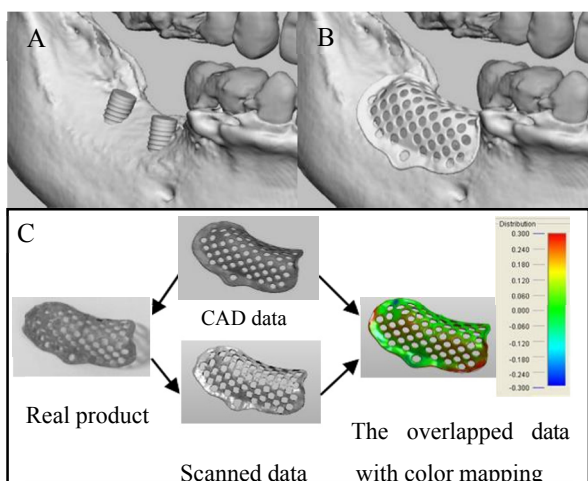 A
B
C
CAD data
Real product
Scanned data
The overlapped data
with color mapping
Distribution
0.300
0.240
0.180
0.120
0.060
0.000
-0.060
-0.120
-0.180
-0.240
-0.300